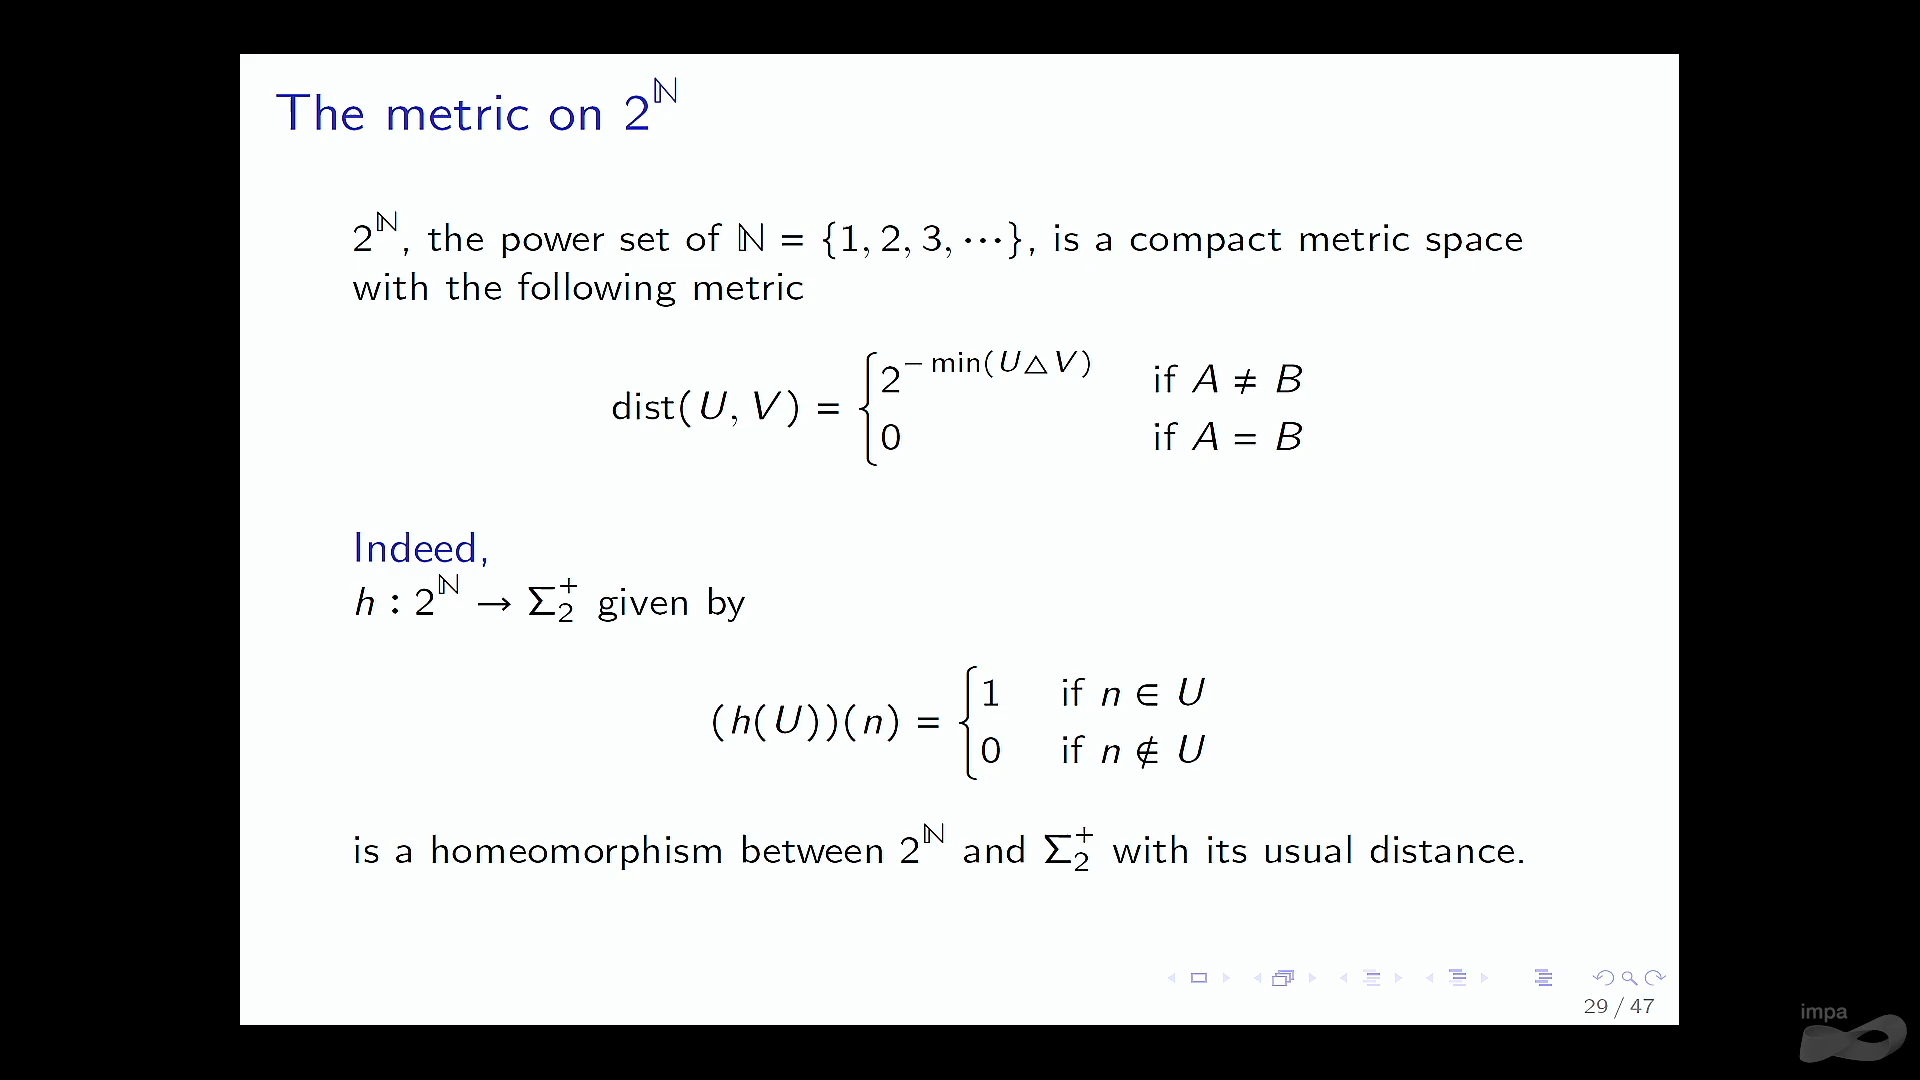 The metric on 2^ℕ
2^ℕ, the power set of ℕ = {1, 2, 3, ⋯}, is a compact metric space
with the following metric
dist(U, V) = { 2^{− min(U△V)} if A ≠ B
0 if A = B
Indeed,
h : 2^ℕ → Σ₂⁺ given by
(h(U))(n) = { 1 if n ∈ U
0 if n ∉ U
is a homeomorphism between 2^ℕ and Σ₂⁺ with its usual distance.
29 / 47
impa